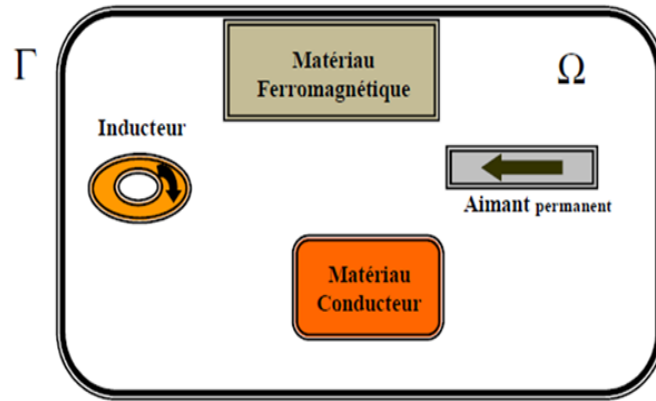 Γ
Matériau
Ferromagnétique
Ω
Inducteur
Aimant permanent
Matériau
Conducteur